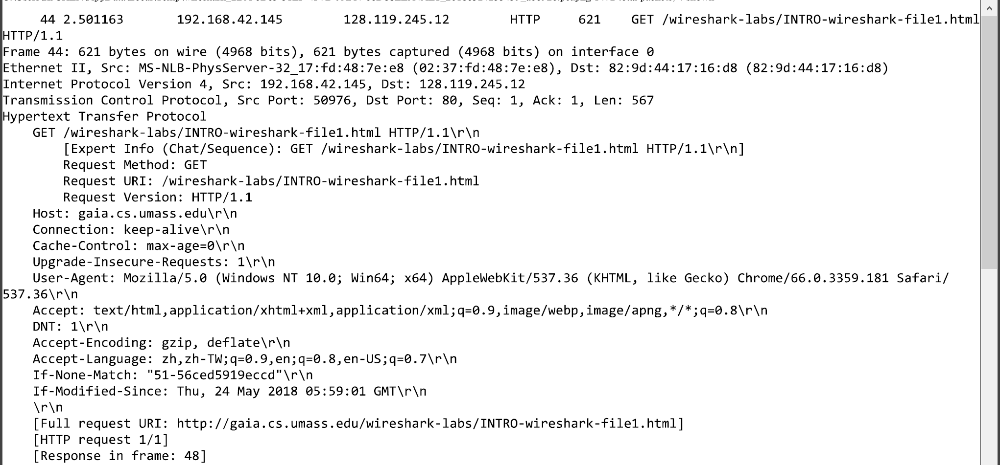 44 2.501163 192.168.42.145 128.119.245.12 HTTP 621 GET /wireshark-labs/INTRO-wireshark-file1.html
HTTP/1.1
Frame 44: 621 bytes on wire (4968 bits), 621 bytes captured (4968 bits) on interface 0
Ethernet II, Src: MS-NLB-PhysServer-32_17:fd:48:7e:e8 (02:37:fd:48:7e:e8), Dst: 82:9d:44:17:16:d8 (82:9d:44:17:16:d8)
Internet Protocol Version 4, Src: 192.168.42.145, Dst: 128.119.245.12
Transmission Control Protocol, Src Port: 50976, Dst Port: 80, Seq: 1, Ack: 1, Len: 567
Hypertext Transfer Protocol
GET /wireshark-labs/INTRO-wireshark-file1.html HTTP/1.1\r\n
[Expert Info (Chat/Sequence): GET /wireshark-labs/INTRO-wireshark-file1.html HTTP/1.1\r\n]
Request Method: GET
Request URI: /wireshark-labs/INTRO-wireshark-file1.html
Request Version: HTTP/1.1
Host: gaia.cs.umass.edu\r\n
Connection: keep-alive\r\n
Cache-Control: max-age=0\r\n
Upgrade-Insecure-Requests: 1\r\n
User-Agent: Mozilla/5.0 (Windows NT 10.0; Win64; x64) AppleWebKit/537.36 (KHTML, like Gecko) Chrome/66.0.3359.181 Safari/
537.36\r\n
Accept: text/html,application/xhtml+xml,application/xml;q=0.9,image/webp,image/apng,*/*;q=0.8\r\n
DNT: 1\r\n
Accept-Encoding: gzip, deflate\r\n
Accept-Language: zh,zh-TW;q=0.9,en;q=0.8,en-US;q=0.7\r\n
If-None-Match: "51-56ced5919eccd"\r\n
If-Modified-Since: Thu, 24 May 2018 05:59:01 GMT\r\n
\r\n
[Full request URI: http://gaia.cs.umass.edu/wireshark-labs/INTRO-wireshark-file1.html]
[HTTP request 1/1]
[Response in frame: 48]